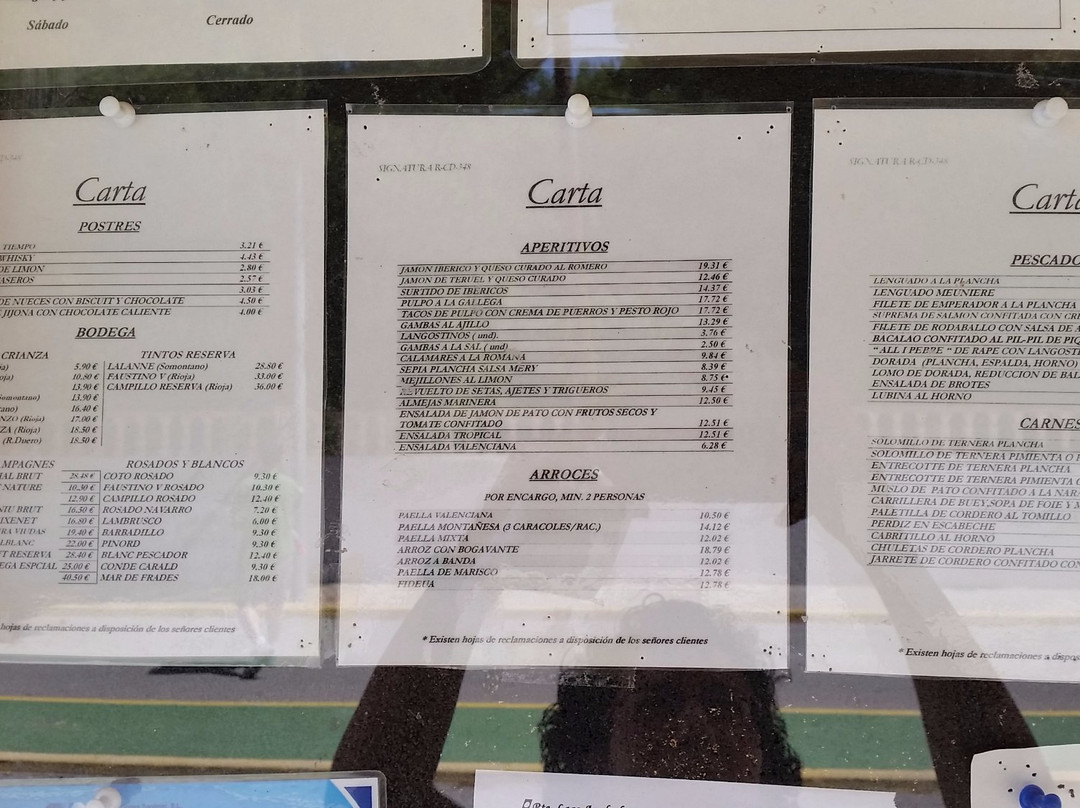 Sábado Cerrado
Carta
POSTRES
TIEMPO 3.21 €
WHISKY 4.43 €
DE LIMON 2.80 €
ASEROS 2.57 €
3.03 €
DE NUECES CON BISCUIT Y CHOCOLATE 4.50 €
JIJONA CON CHOCOLATE CALIENTE 4.00 €
BODEGA
CRIANZA
5.90 €
10.80 €
13.90 €
13.90 €
16.40 €
17.00 €
18.50 €
(R.Duero) 18.50 €
TINTOS RESERVA
LALANNE (Somontano) 28.80 €
FAUSTINO V (Rioja) 33.00 €
CAMPILLO RESERVA (Rioja) 36.00 €
BRUT 28.48 €
NATURE 10.30 €
12.90 €
BRUT 16.50 €
16.80 €
VIUDAS 19.40 €
22.00 €
RESERVA 28.40 €
ESPCIAL 25.00 €
40.50 €
ROSADOS Y BLANCOS
COTO ROSADO 9.30 €
FAUSTINO V ROSADO 10.30 €
CAMPILLO ROSADO 12.40 €
ROSADO NAVARRO 7.20 €
LAMBRUSCO 6.00 €
BARBADILLO 9.30 €
PINORD 9.30 €
BLANC PESCADOR 12.40 €
CONDE CARALD 9.30 €
MAR DE FRADES 18.00 €
hojas de reclamaciones a disposición de los señores clientes
SIGNATURA R-CD-348
Carta
APERITIVOS
JAMON IBERICO Y QUESO CURADO AL ROMERO 19.31 €
JAMON DE TERUEL Y QUESO CURADO 12.46 €
SURTIDO DE IBERICOS 14.37 €
PULPO A LA GALLEGA 17.72 €
TACOS DE PULPO CON CREMA DE PUERROS Y PESTO ROJO 17.72 €
GAMBAS AL AJILLO 13.29 €
LANGOSTINOS ( und). 3.76 €
GAMBAS A LA SAL ( und) 2.50 €
CALAMARES A LA ROMANA 9.84 €
SEPIA PLANCHA SALSA MERY 8.39 €
MEJILLONES AL LIMON 8.75 €
REVUELTO DE SETAS, AJETES Y TRIGUEROS 9.45 €
ALMEJAS MARINERA 12.50 €
ENSALADA DE JAMON DE PATO CON FRUTOS SECOS Y
TOMATE CONFITADO 12.51 €
ENSALADA TROPICAL 12.51 €
ENSALADA VALENCIANA 6.28 €
ARROCES
POR ENCARGO, MIN. 2 PERSONAS
PAELLA VALENCIANA 10.50 €
PAELLA MONTAÑESA (3 CARACOLES/RAC.) 14.12 €
PAELLA MIXTA 12.02 €
ARROZ CON BOGAVANTE 18.79 €
ARROZ A BANDA 12.02 €
PAELLA DE MARISCO 12.78 €
FIDEUA 12.78 €
* Existen hojas de reclamaciones a disposición de los señores clientes
SIGNATURA R-CD-348
Carta
PESCADO
LENGUADO A LA PLANCHA
LENGUADO MEUNIERE
FILETE DE EMPERADOR A LA PLANCHA
SUPREMA DE SALMON CONFITADA CON
FILETE DE RODABALLO CON SALSA DE
BACALAO CONFITADO AL PIL-PIL DE
" ALL I PEBRE " DE RAPE CON
DORADA (PLANCHA, ESPALDA, HORNO)
LOMO DE DORADA, REDUCCION DE
ENSALADA DE BROTES
LUBINA AL HORNO
CARNES
SOLOMILLO DE TERNERA PLANCHA
SOLOMILLO DE TERNERA PIMIENTA O
ENTRECOTTE DE TERNERA PLANCHA
ENTRECOTTE DE TERNERA PIMIENTA
MUSLO DE PATO CONFITADO A LA
CARRILLERA DE BUEY,SOPA DE FOIE Y
PALETILLA DE CORDERO AL TOMILLO
PERDIZ EN ESCABECHE
CABRITILLO AL HORNO
CHULETAS DE CORDERO PLANCHA
JARRETE DE CORDERO CONFITADO
* Existen hojas de reclamaciones a